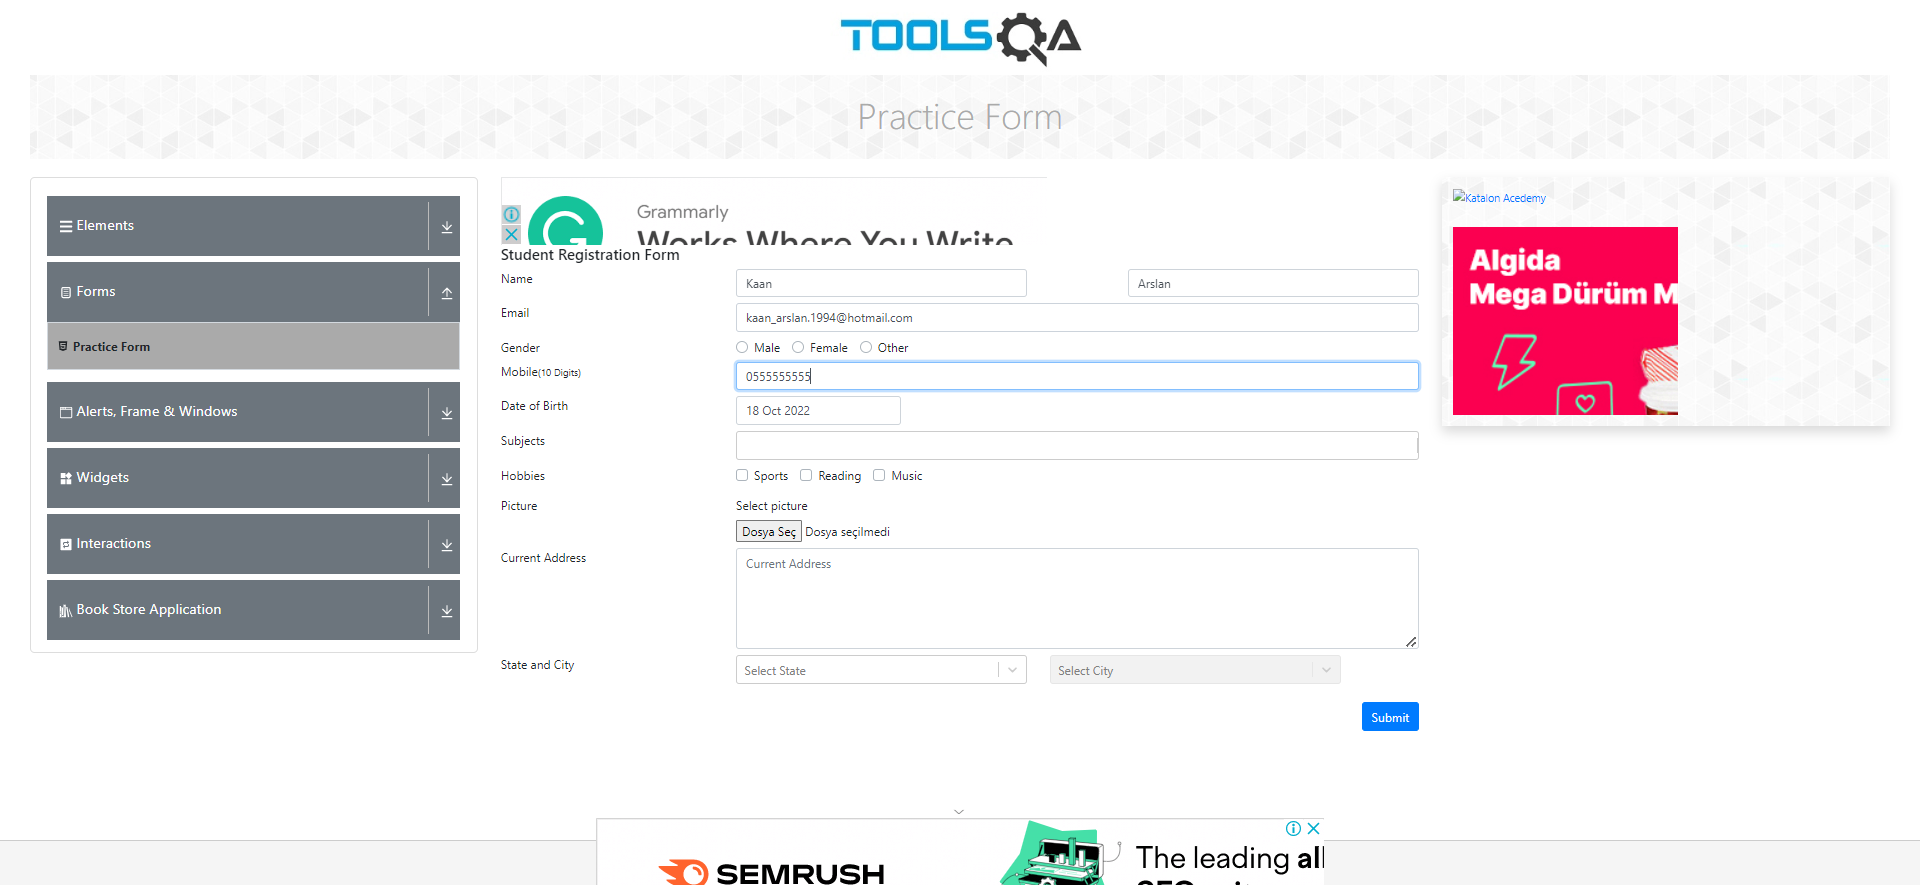 TOOLSQA
Practice Form
Elements
Forms
Practice Form
Alerts, Frame & Windows
Widgets
Interactions
Book Store Application
Grammarly
Works Where You Write
Student Registration Form
Name
Kaan
Arslan
Email
kaan_arslan.1994@hotmail.com
Gender
Male
Female
Other
Mobile(10 Digits)
0555555555
Date of Birth
18 Oct 2022
Subjects
Hobbies
Sports
Reading
Music
Picture
Select picture
Dosya Seç Dosya seçilmedi
Current Address
Current Address
State and City
Select State
Select City
Submit
Katalon Acedemy
Algida
Mega Dürüm M
SEMRUSH
The leading all